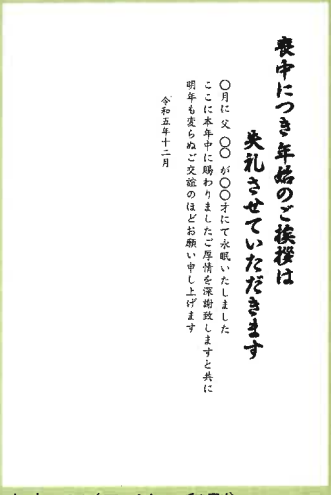 喪中につき年始のご挨拶は
失礼させていただきます
〇月に 父 〇〇 が〇〇才にて永眠いたしました
ここに本年中に賜わりましたご厚情を深謝致しますと共に
明年も変らぬご交誼のほどお願い申し上げます
令和五年十二月